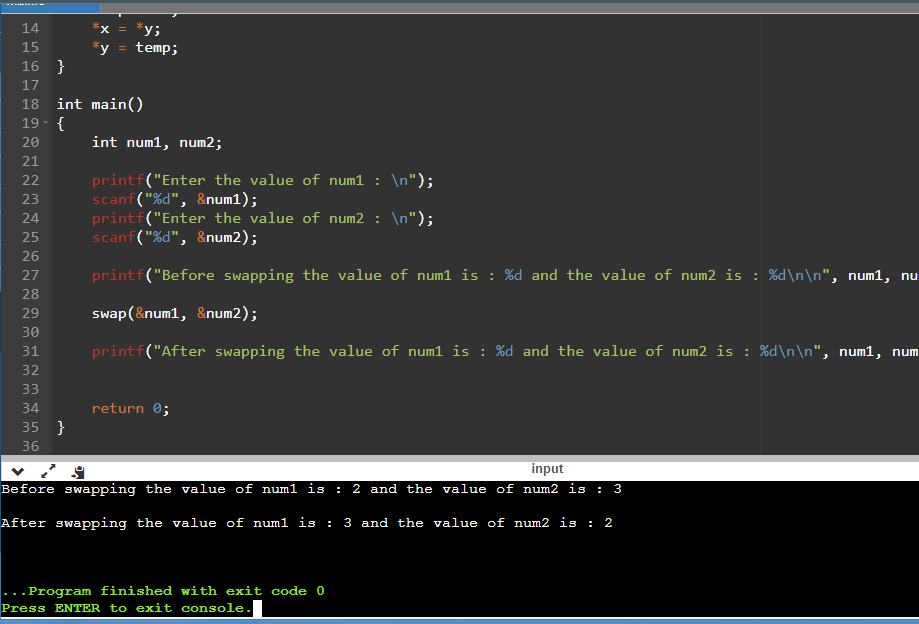 14 *x = *y;
15 *y = temp;
16 }
17
18 int main()
19 {
20 int num1, num2;
21
22 printf("Enter the value of num1 : \n");
23 scanf("%d", &num1);
24 printf("Enter the value of num2 : \n");
25 scanf("%d", &num2);
26
27 printf("Before swapping the value of num1 is : %d and the value of num2 is : %d\n\n", num1, nu
28
29 swap(&num1, &num2);
30
31 printf("After swapping the value of num1 is : %d and the value of num2 is : %d\n\n", num1, num
32
33
34 return 0;
35 }
36
input
Before swapping the value of num1 is : 2 and the value of num2 is : 3
After swapping the value of num1 is : 3 and the value of num2 is : 2
...Program finished with exit code 0
Press ENTER to exit console.